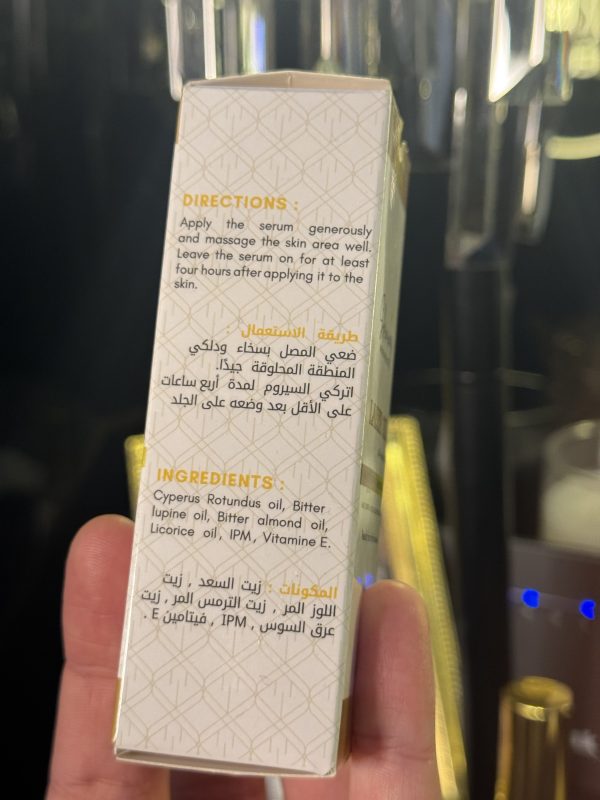 DIRECTIONS :
Apply the serum generously
and massage the skin area well.
Leave the serum on for at least
four hours after applying it to the
skin.
طريقة الاستعمال :
ضعي المصل بسخاء ودلكي
المنطقة المحلوقة جيدًا.
اتركي السيروم لمدة أربع ساعات
على الأقل بعد وضعه على الجلد
INGREDIENTS :
Cyperus Rotundus oil, Bitter
lupine oil, Bitter almond oil,
Licorice oil, IPM, Vitamine E.
المكونات : زيت السعد , زيت
اللوز المر , زيت الترمس المر , زيت
عرق السوس , IPM , فيتامين E .